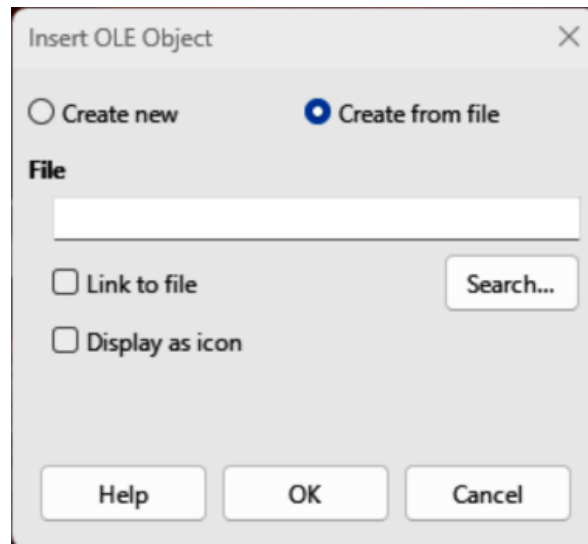 Insert OLE Object
Create new Create from file
File
Link to file Search...
Display as icon
Help OK Cancel